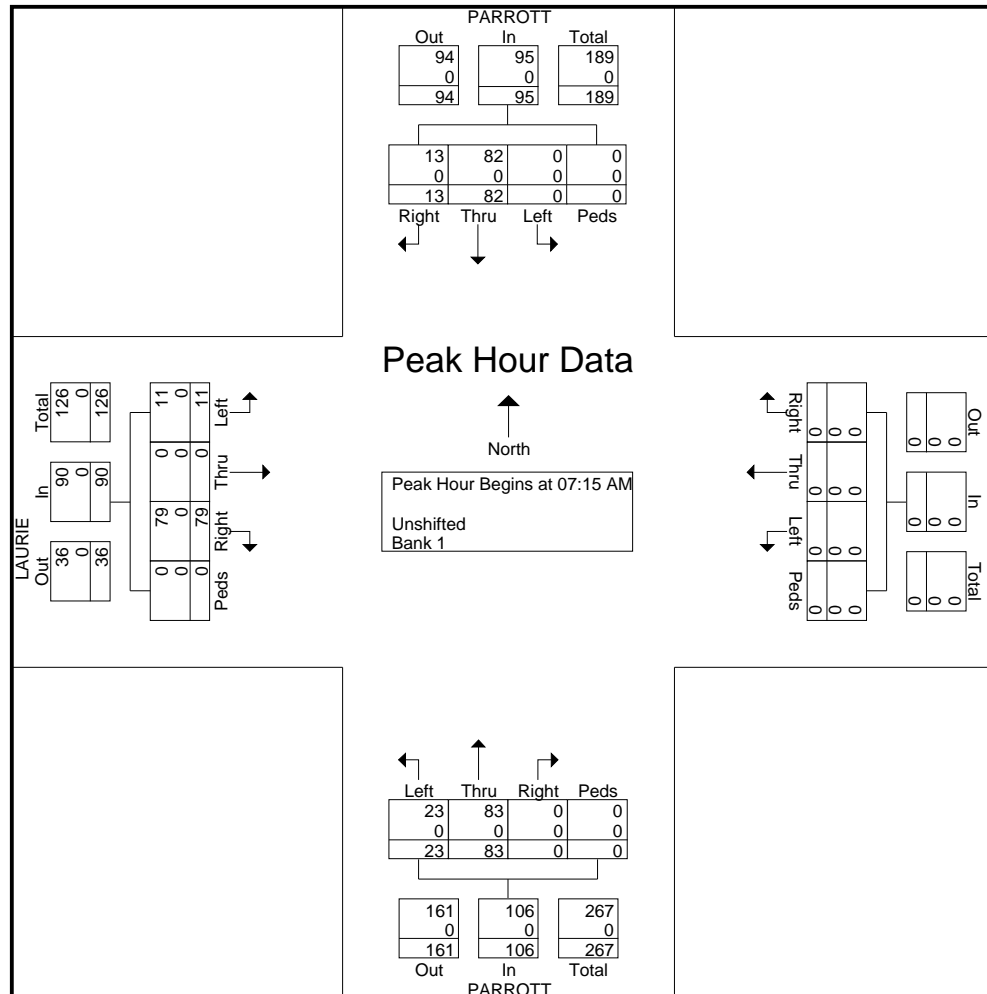 PARROTT
Out In Total
94 95 189
0 0 0
94 95 189
13 82 0 0
0 0 0 0
13 82 0 0
Right Thru Left Peds
Peak Hour Data
North
Peak Hour Begins at 07:15 AM
Unshifted
Bank 1
LAURIE
Out In Total
36 90 126
0 0 0
36 90 126
Peds Right Thru Left
0 79 0 11
0 0 0 0
0 79 0 11
Right Thru Left Peds
0 0 0 0
0 0 0 0
0 0 0 0
Out In Total
0 0 0
0 0 0
0 0 0
Left Thru Right Peds
23 83 0 0
0 0 0 0
23 83 0 0
161 106 267
0 0 0
161 106 267
Out In Total
PARROTT